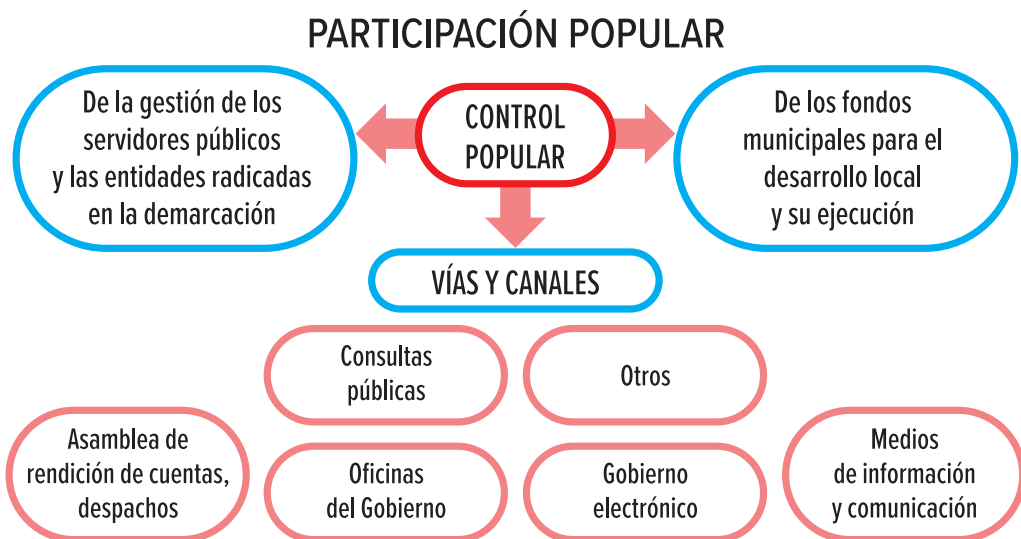 PARTICIPACIÓN POPULAR
De la gestión de los
servidores públicos
y las entidades radicadas
en la demarcación
CONTROL
POPULAR
De los fondos
municipales para el
desarrollo local
y su ejecución
VÍAS Y CANALES
Consultas
públicas
Otros
Asamblea de
rendición de cuentas,
despachos
Oficinas
del Gobierno
Gobierno
electrónico
Medios
de información
y comunicación